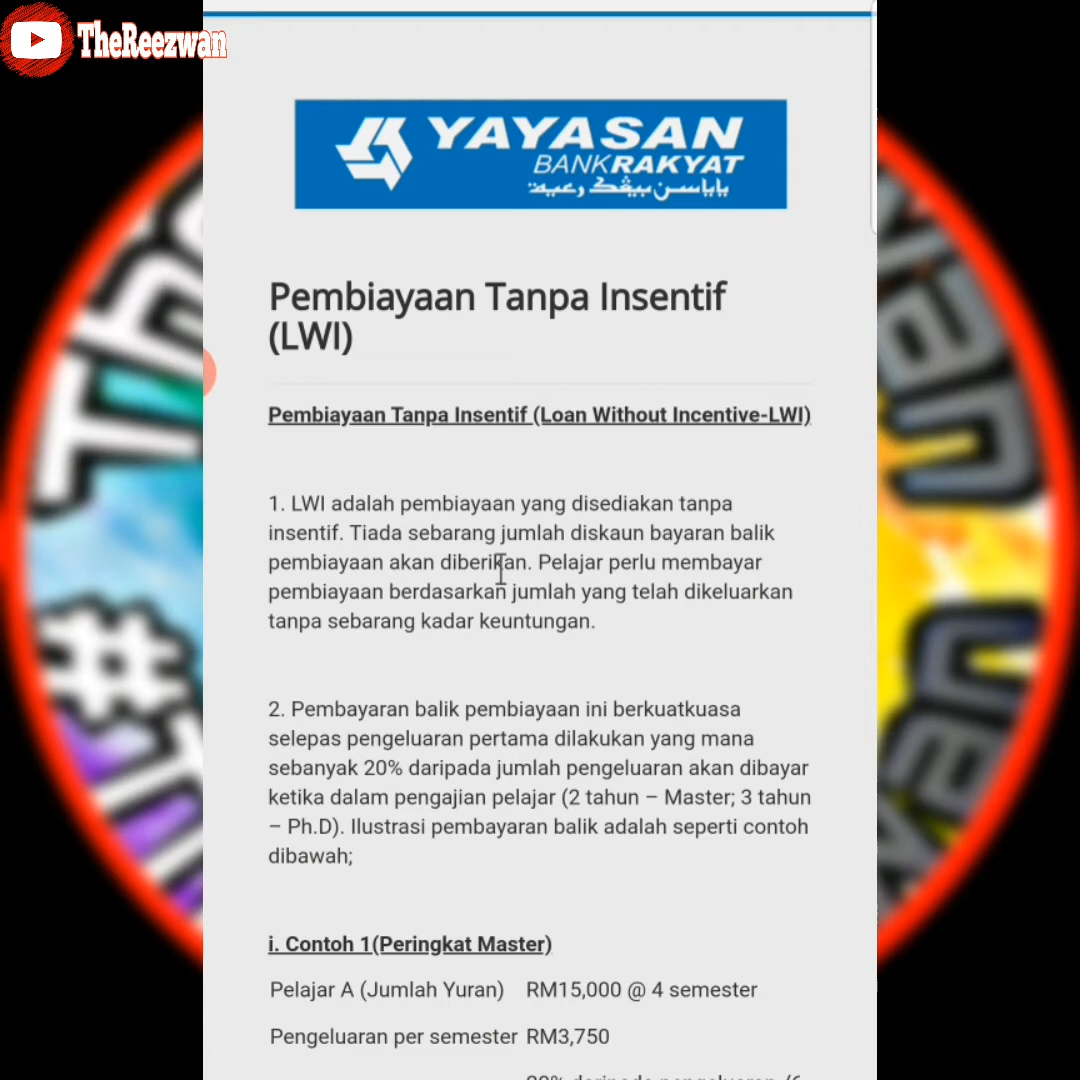 TheReezwan
YAYASAN
BANKRAKYAT
Pembiayaan Tanpa Insentif
(LWI)
Pembiayaan Tanpa Insentif (Loan Without Incentive-LWI)
1. LWI adalah pembiayaan yang disediakan tanpa
insentif. Tiada sebarang jumlah diskaun bayaran balik
pembiayaan akan diberikan. Pelajar perlu membayar
pembiayaan berdasarkan jumlah yang telah dikeluarkan
tanpa sebarang kadar keuntungan.
2. Pembayaran balik pembiayaan ini berkuatkuasa
selepas pengeluaran pertama dilakukan yang mana
sebanyak 20% daripada jumlah pengeluaran akan dibayar
ketika dalam pengajian pelajar (2 tahun – Master; 3 tahun
– Ph.D). Ilustrasi pembayaran balik adalah seperti contoh
dibawah;
i. Contoh 1(Peringkat Master)
Pelajar A (Jumlah Yuran) RM15,000 @ 4 semester
Pengeluaran per semester RM3,750